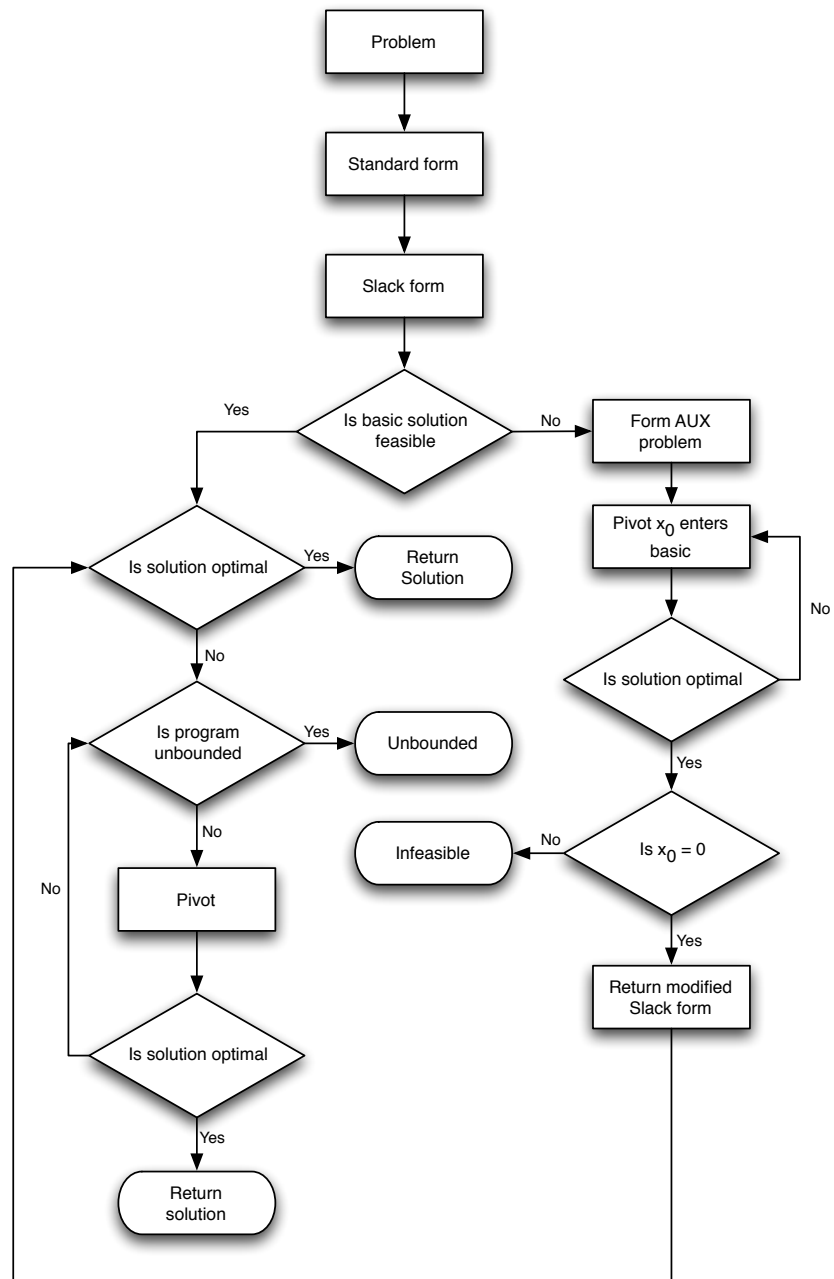 Problem
Standard form
Slack form
Is basic solution
feasible
Yes
No
Form AUX
problem
Pivot x0 enters
basic
No
Is solution optimal
Yes
Return
Solution
No
Is solution optimal
Yes
Is program
unbounded
Yes
Unbounded
No
Is x0 = 0
No
Infeasible
Yes
Pivot
No
Return modified
Slack form
Is solution optimal
Yes
Return
solution